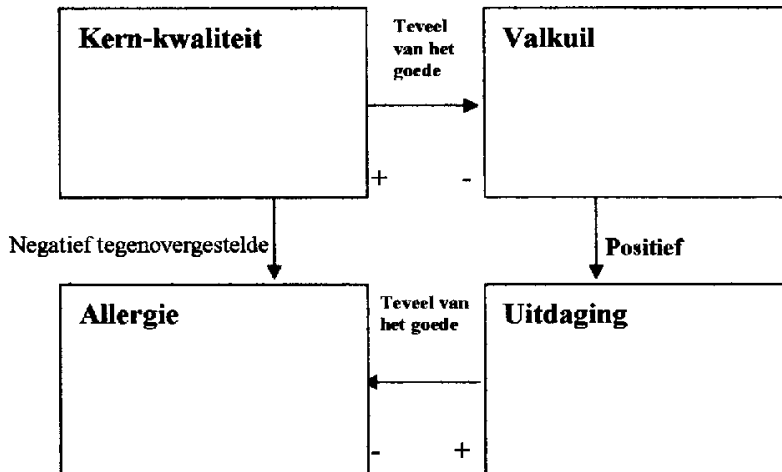 Kern-kwaliteit
Teveel
van het
goede
Valkuil
+
-
Negatief tegenovergestelde
Positief
Allergie
Teveel van
het goede
Uitdaging
-
+